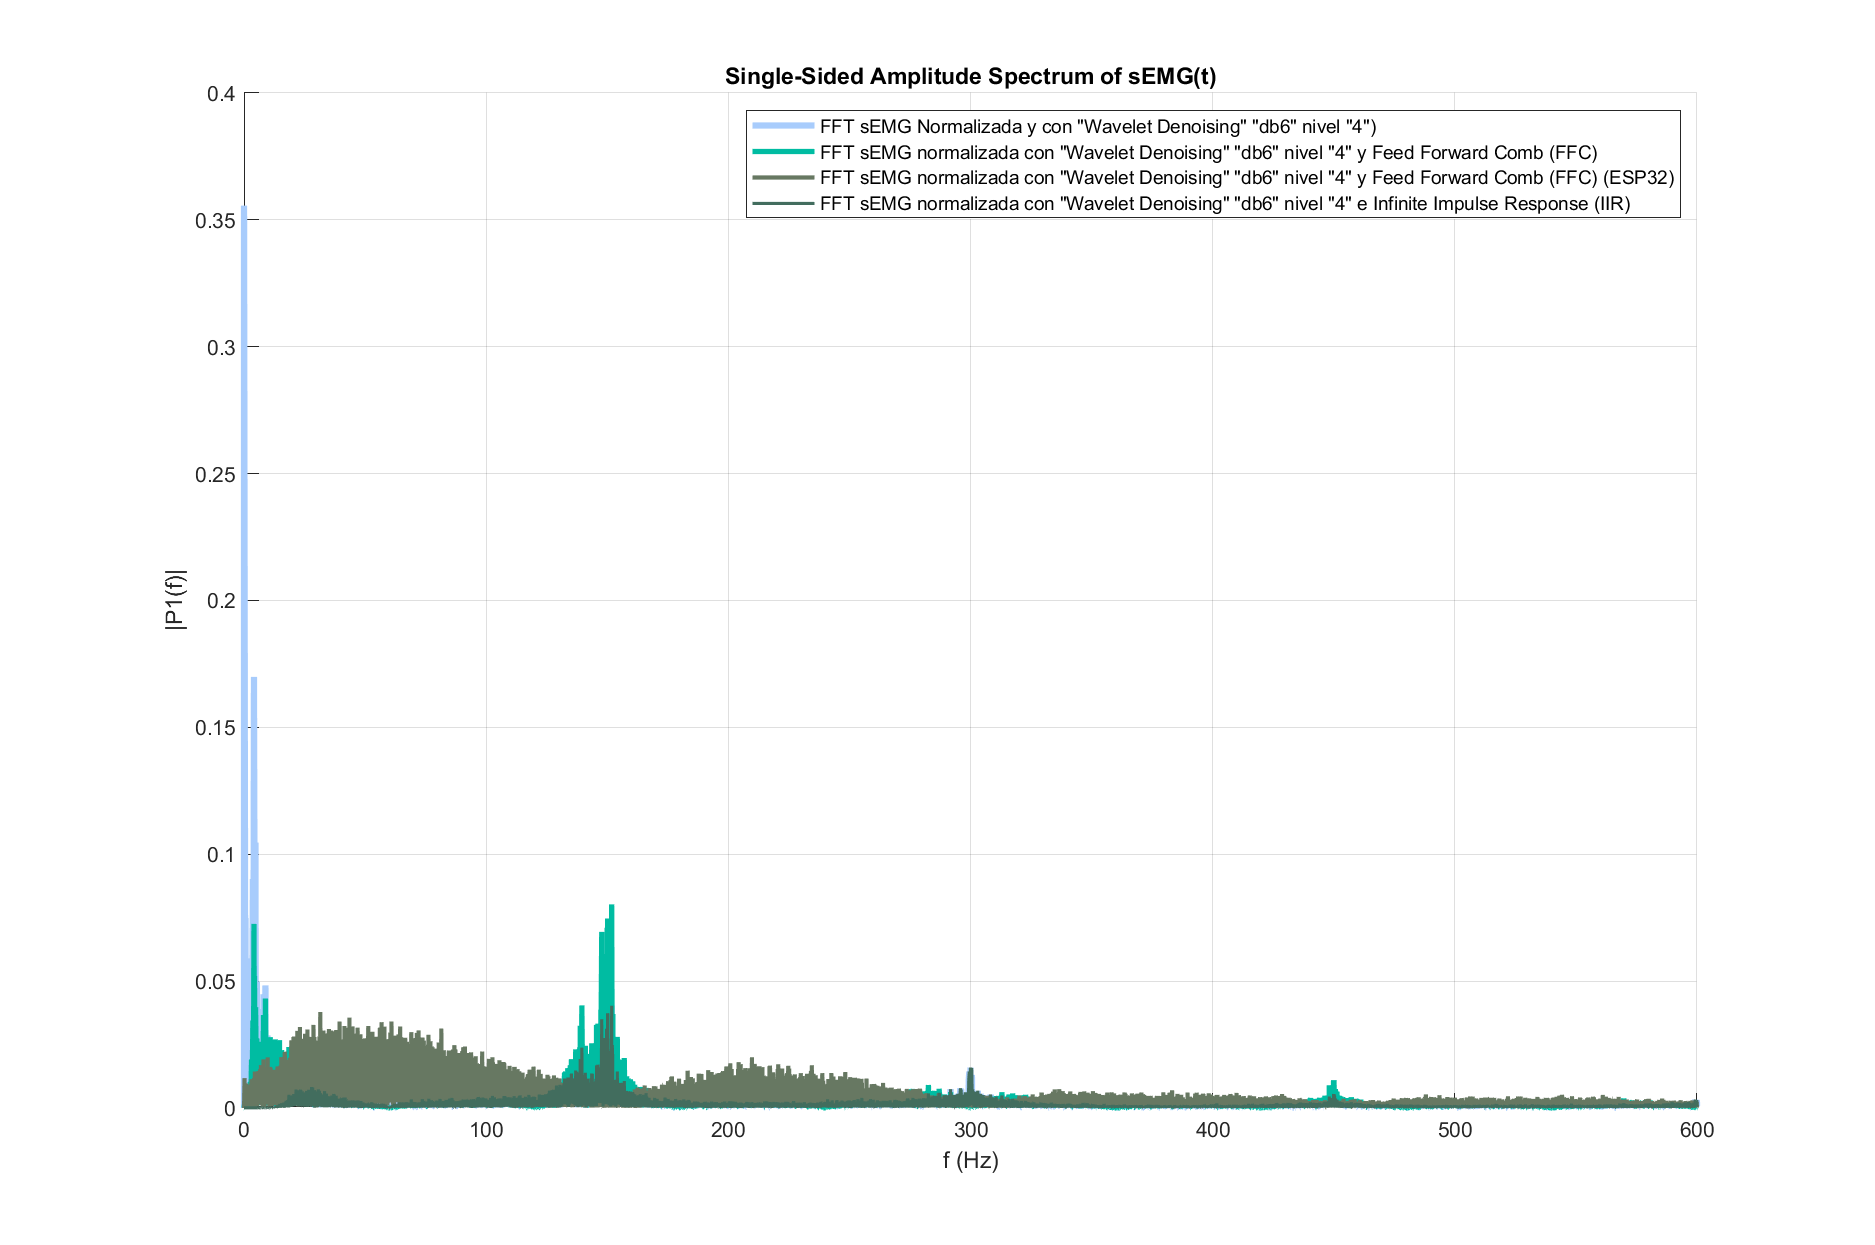 Single-Sided Amplitude Spectrum of sEMG(t)
FFT sEMG Normalizada y con "Wavelet Denoising" "db6" nivel "4")
FFT sEMG normalizada con "Wavelet Denoising" "db6" nivel "4" y Feed Forward Comb (FFC)
FFT sEMG normalizada con "Wavelet Denoising" "db6" nivel "4" y Feed Forward Comb (FFC) (ESP32)
FFT sEMG normalizada con "Wavelet Denoising" "db6" nivel "4" e Infinite Impulse Response (IIR)
0.4
0.35
0.3
0.25
0.2
0.15
0.1
0.05
0
|P1(f)|
0 100 200 300 400 500 600
f (Hz)